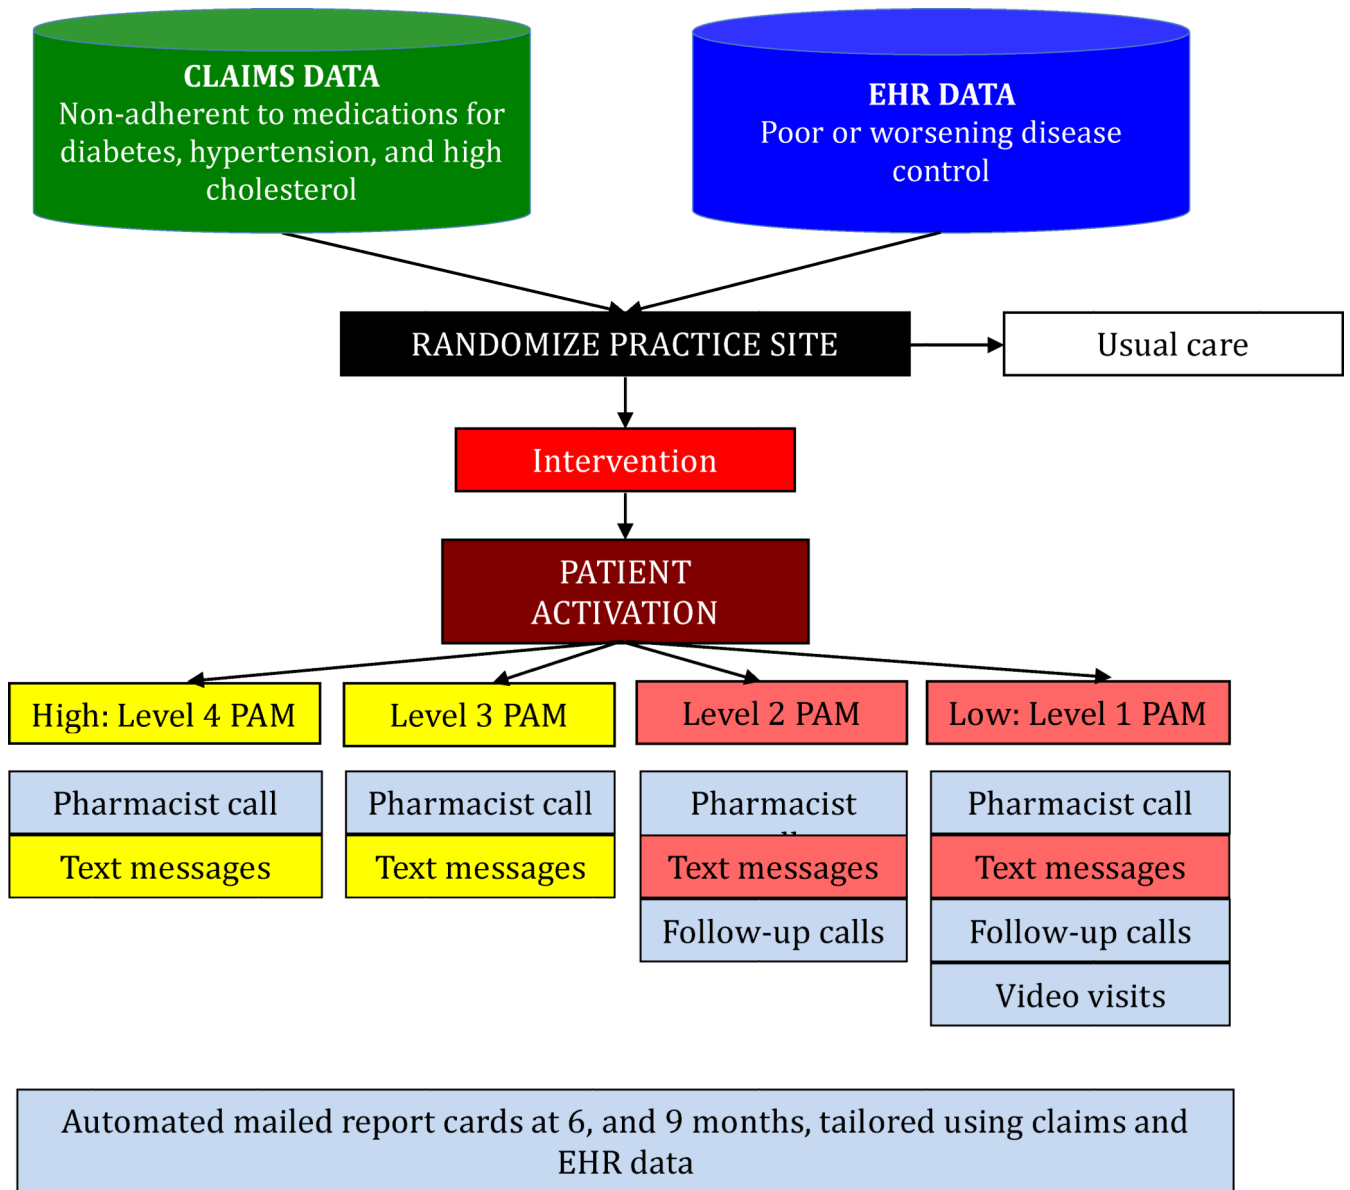 CLAIMS DATA
Non-adherent to medications for
diabetes, hypertension, and high
cholesterol
EHR DATA
Poor or worsening disease
control
RANDOMIZE PRACTICE SITE
Usual care
Intervention
PATIENT
ACTIVATION
High: Level 4 PAM
Level 3 PAM
Level 2 PAM
Low: Level 1 PAM
Pharmacist call
Pharmacist call
Pharmacist
Pharmacist call
Text messages
Text messages
Text messages
Text messages
Follow-up calls
Follow-up calls
Video visits
Automated mailed report cards at 6, and 9 months, tailored using claims and
EHR data